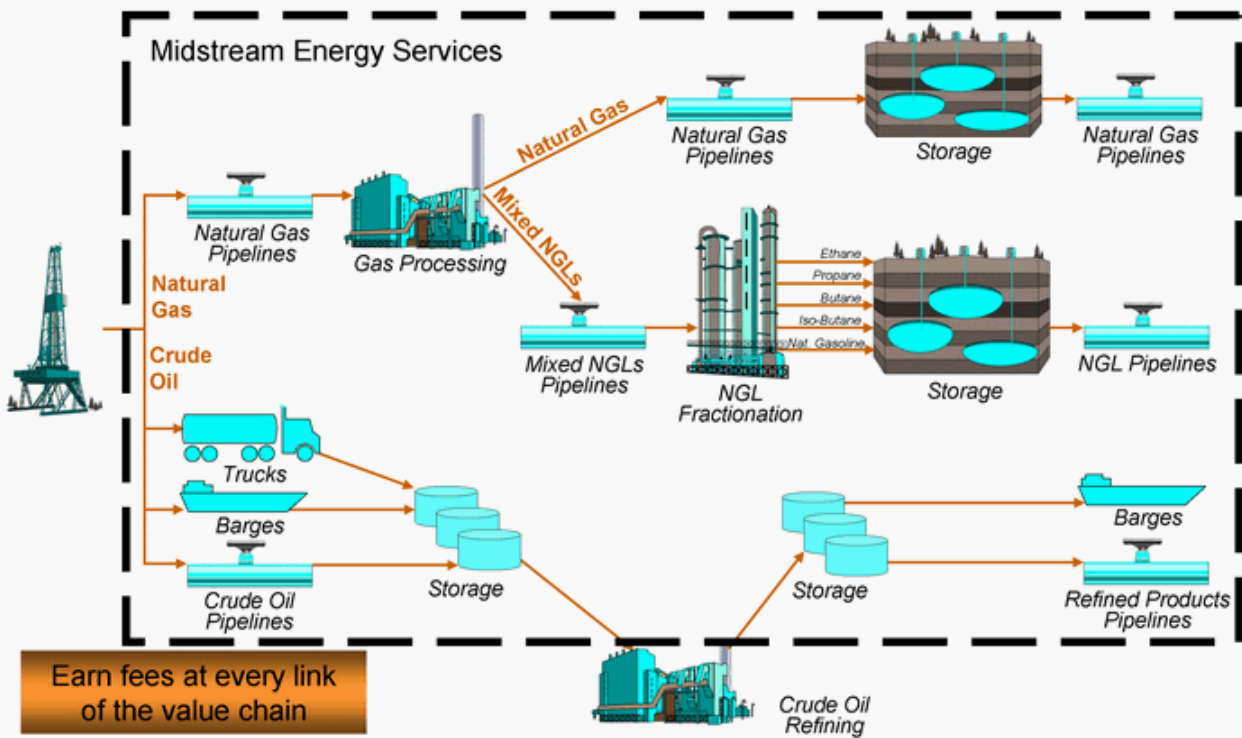 Midstream Energy Services
Natural Gas
Natural Gas
Pipelines
Storage
Natural Gas
Pipelines
Natural Gas
Pipelines
Gas Processing
Mixed NGLs
Natural
Gas
Crude
Oil
Mixed NGLs
Pipelines
NGL
Fractionation
Ethane
Propane
Butane
Iso-Butane
Nat. Gasoline
Storage
NGL Pipelines
Trucks
Barges
Crude Oil
Pipelines
Storage
Storage
Barges
Refined Products
Pipelines
Earn fees at every link
of the value chain
Crude Oil
Refining